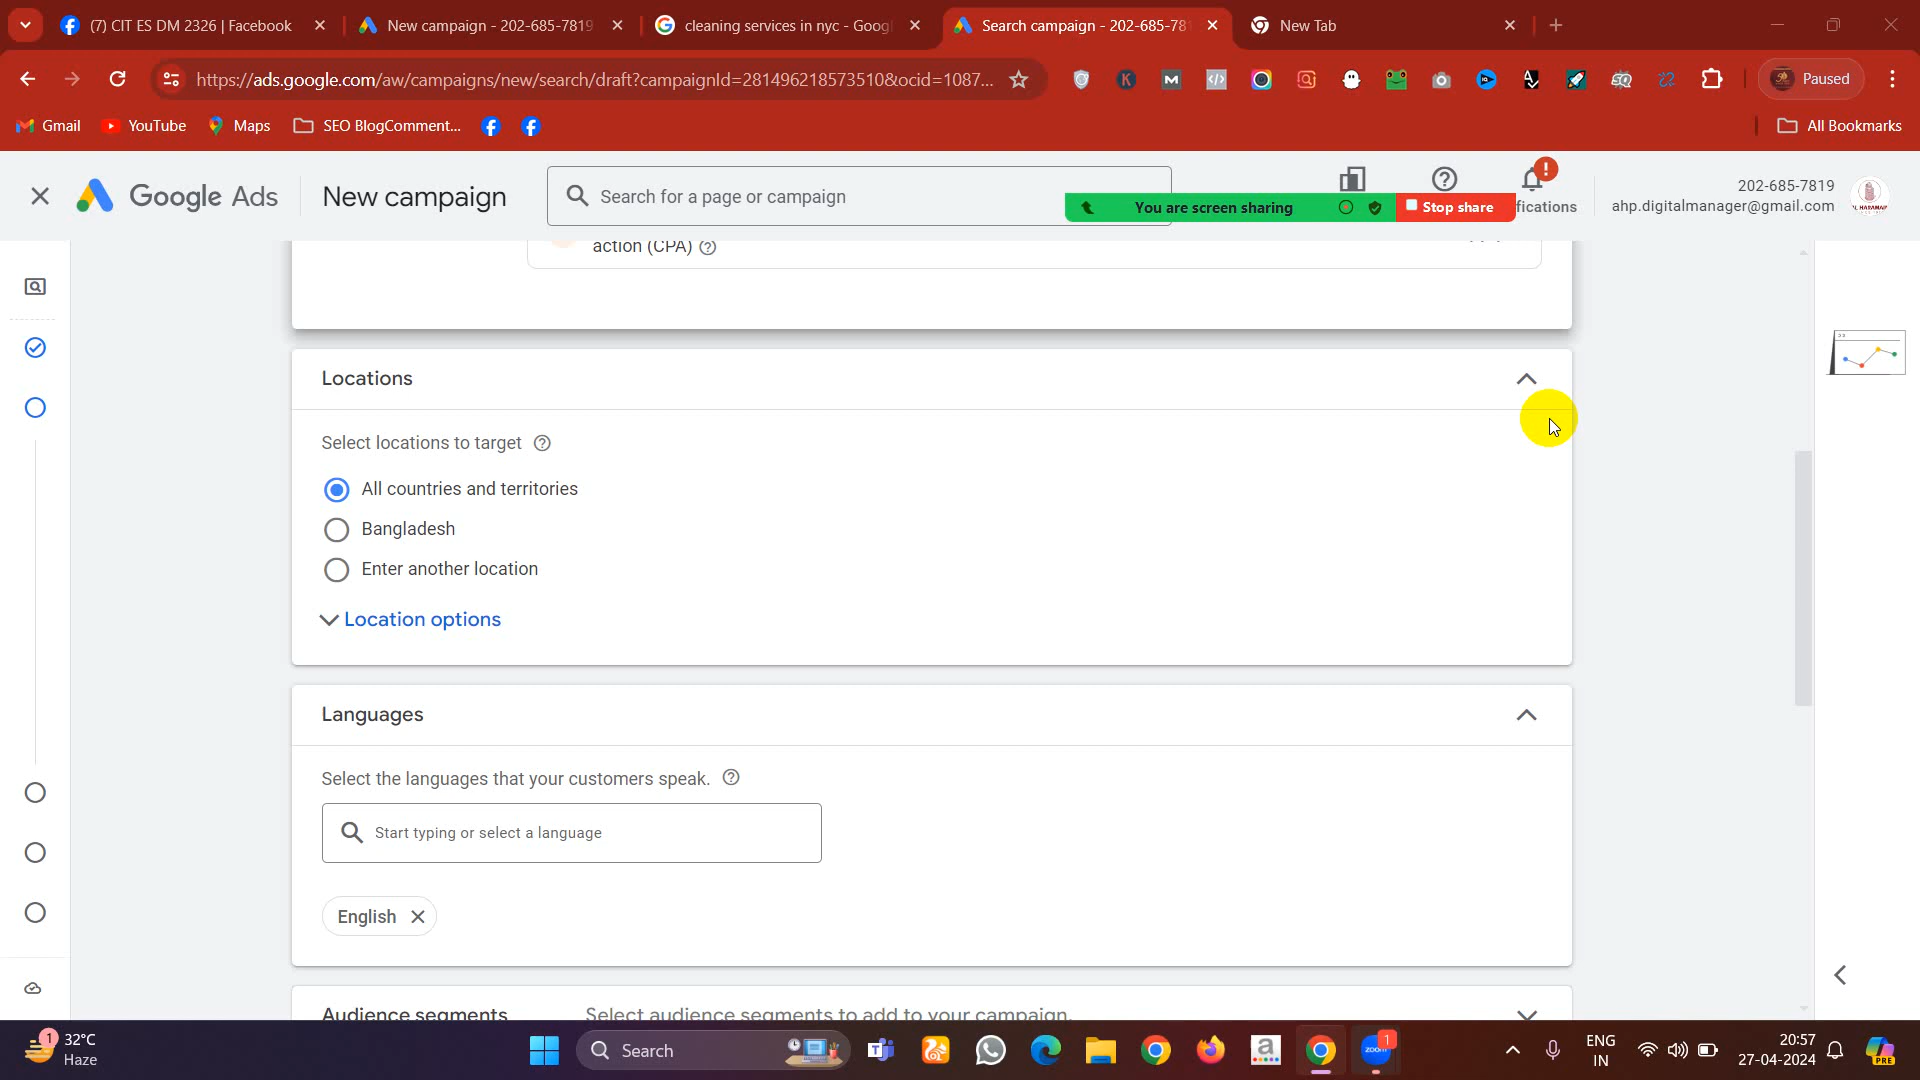 (7) CIT ES DM 2326 | Facebook
New campaign - 202-685-7819
cleaning services in nyc - Goog
Search campaign - 202-685-781
New Tab
https://ads.google.com/aw/campaigns/new/search/draft?campaignId=281496218573510&ocid=1087...
Paused
Gmail
YouTube
Maps
SEO BlogComment...
All Bookmarks
Google Ads
New campaign
Search for a page or campaign
You are screen sharing
Stop share
fications
202-685-7819
ahp.digitalmanager@gmail.com
action (CPA)
Locations
Select locations to target
All countries and territories
Bangladesh
Enter another location
Location options
Languages
Select the languages that your customers speak.
Start typing or select a language
English
Audience segments
Select audience segments to add to your campaign.
1
32°C
Haze
Search
zoom
1
ENG
IN
20:57
27-04-2024
PRE